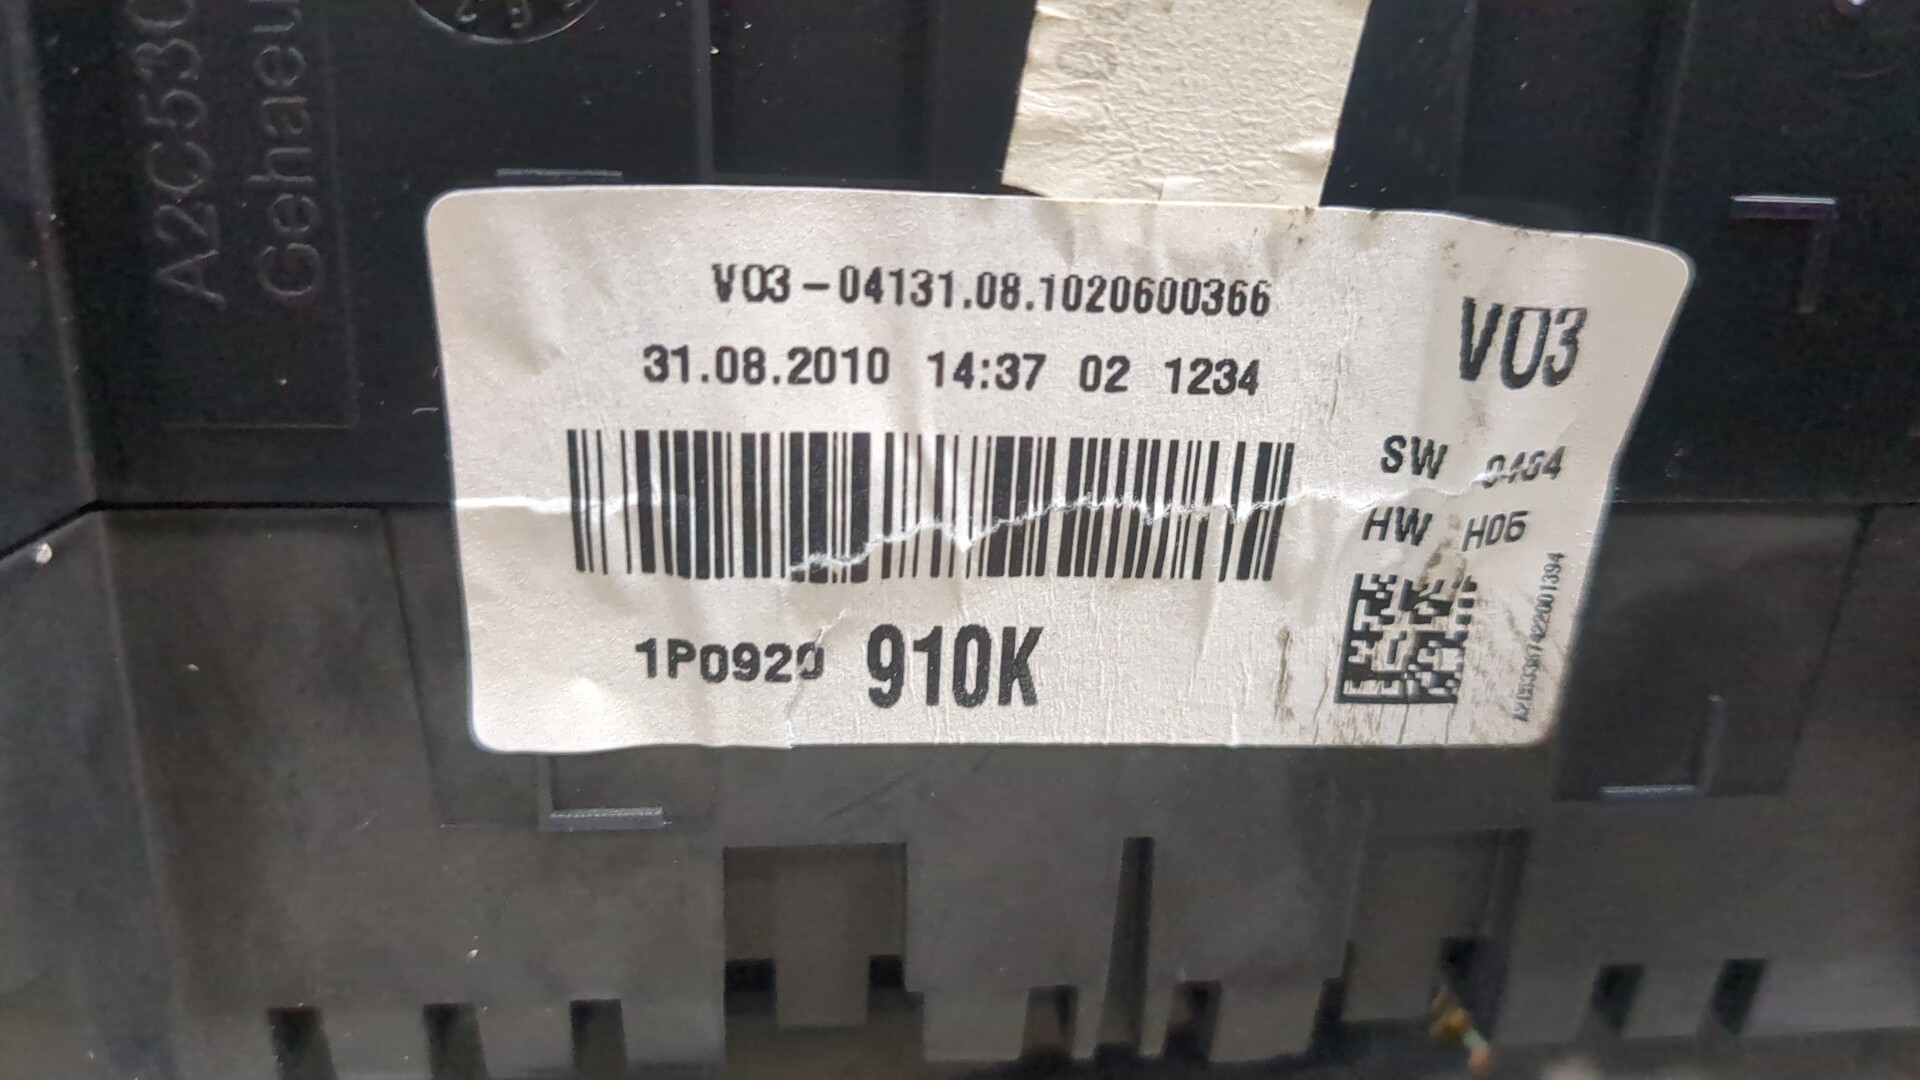 A2C530
Gehaeu
V03-04131.08.1020600366
31.08.2010 14:37 02 1234
V03
SW 0404
HW H05
1P0920 910K